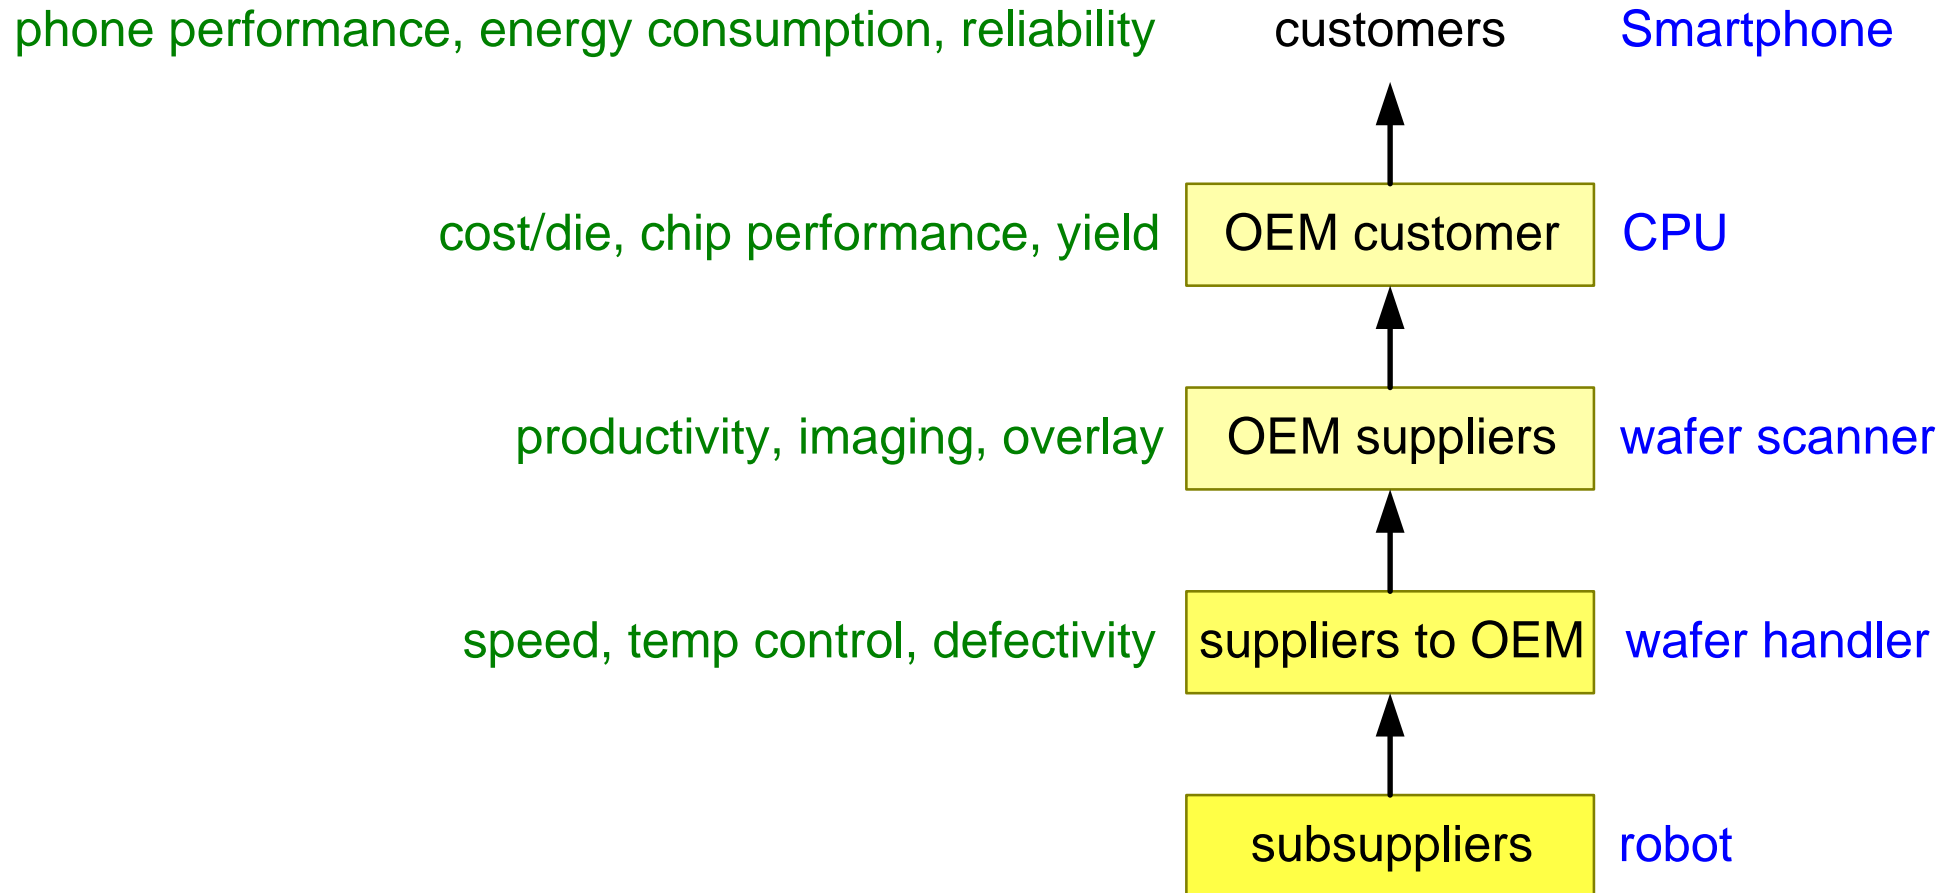 phone performance, energy consumption, reliability customers Smartphone
cost/die, chip performance, yield OEM customer CPU
productivity, imaging, overlay OEM suppliers wafer scanner
speed, temp control, defectivity suppliers to OEM wafer handler
subsuppliers robot